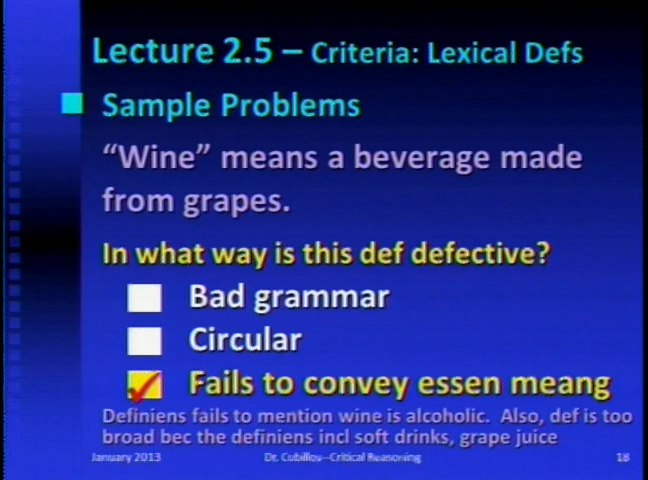 Lecture 2.5 – Criteria: Lexical Defs
Sample Problems
“Wine” means a beverage made
from grapes.
In what way is this def defective?
Bad grammar
Circular
Fails to convey essen meang
Definiens fails to mention wine is alcoholic. Also, def is too
broad bec the definiens incl soft drinks, grape juice
January 2013 Dr. Cubillos--Critical Reasoning 18